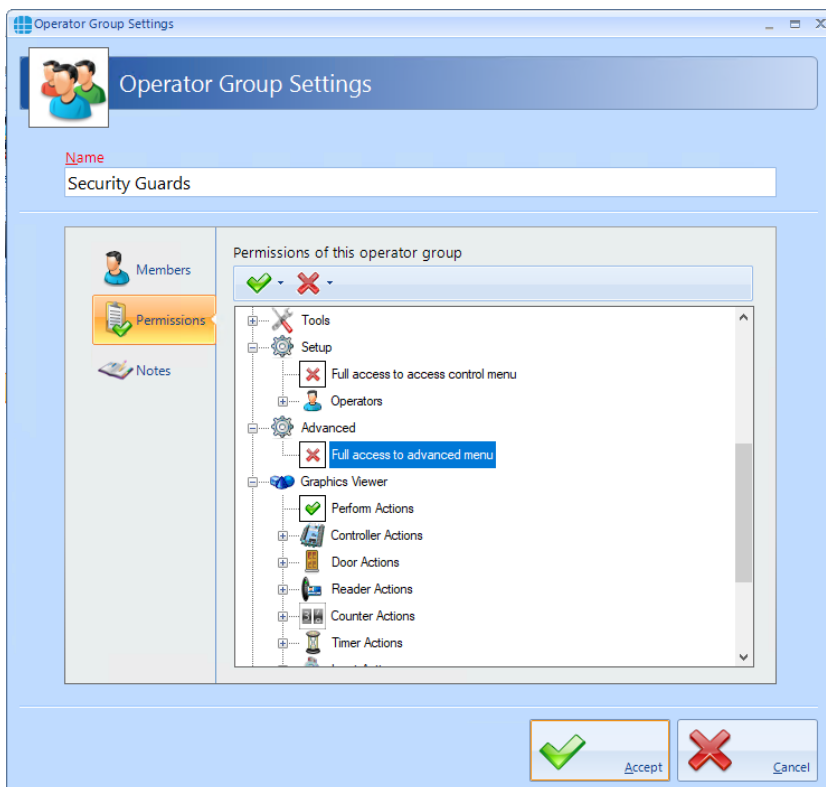 Operator Group Settings
Operator Group Settings
Name
Security Guards
Members
Permissions
Notes
Permissions of this operator group
Tools
Setup
Full access to access control menu
Operators
Advanced
Full access to advanced menu
Graphics Viewer
Perform Actions
Controller Actions
Door Actions
Reader Actions
Counter Actions
Timer Actions
Accept
Cancel